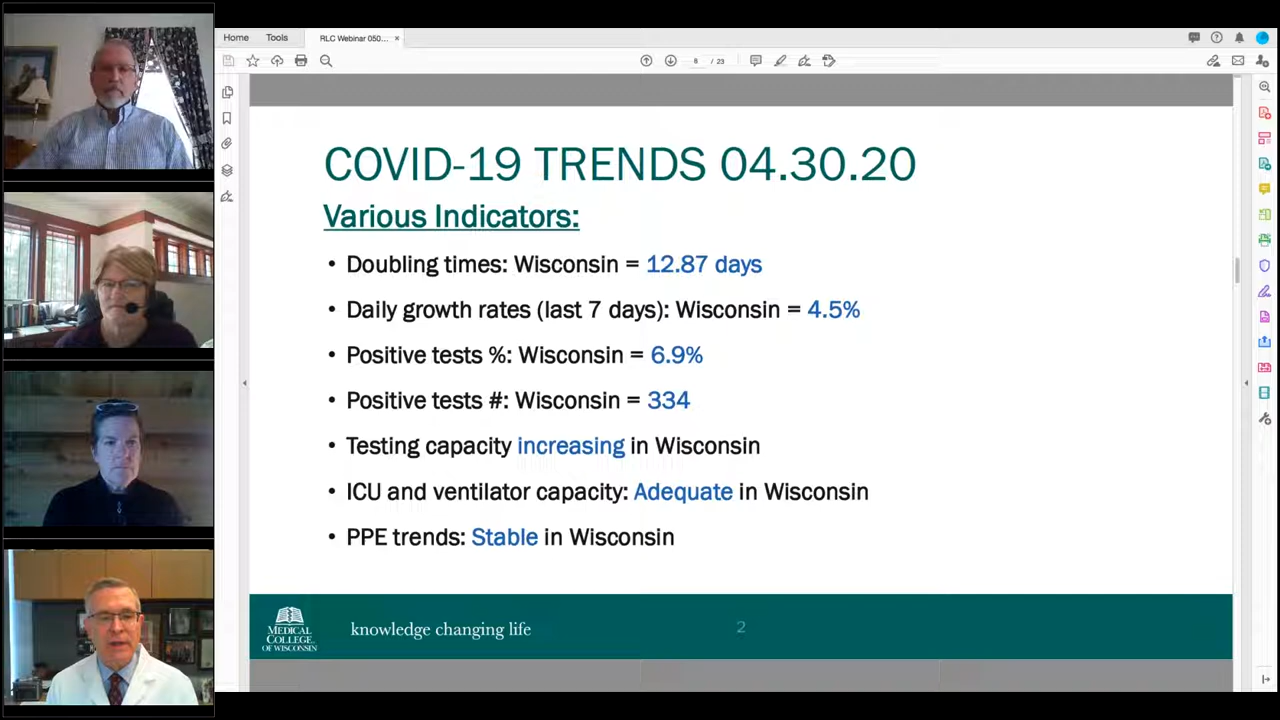 Home Tools RLC Webinar 050... ×
8 / 23
COVID-19 TRENDS 04.30.20
Various Indicators:
• Doubling times: Wisconsin = 12.87 days
• Daily growth rates (last 7 days): Wisconsin = 4.5%
• Positive tests %: Wisconsin = 6.9%
• Positive tests #: Wisconsin = 334
• Testing capacity increasing in Wisconsin
• ICU and ventilator capacity: Adequate in Wisconsin
• PPE trends: Stable in Wisconsin
MEDICAL
COLLEGE
OF WISCONSIN
knowledge changing life
2